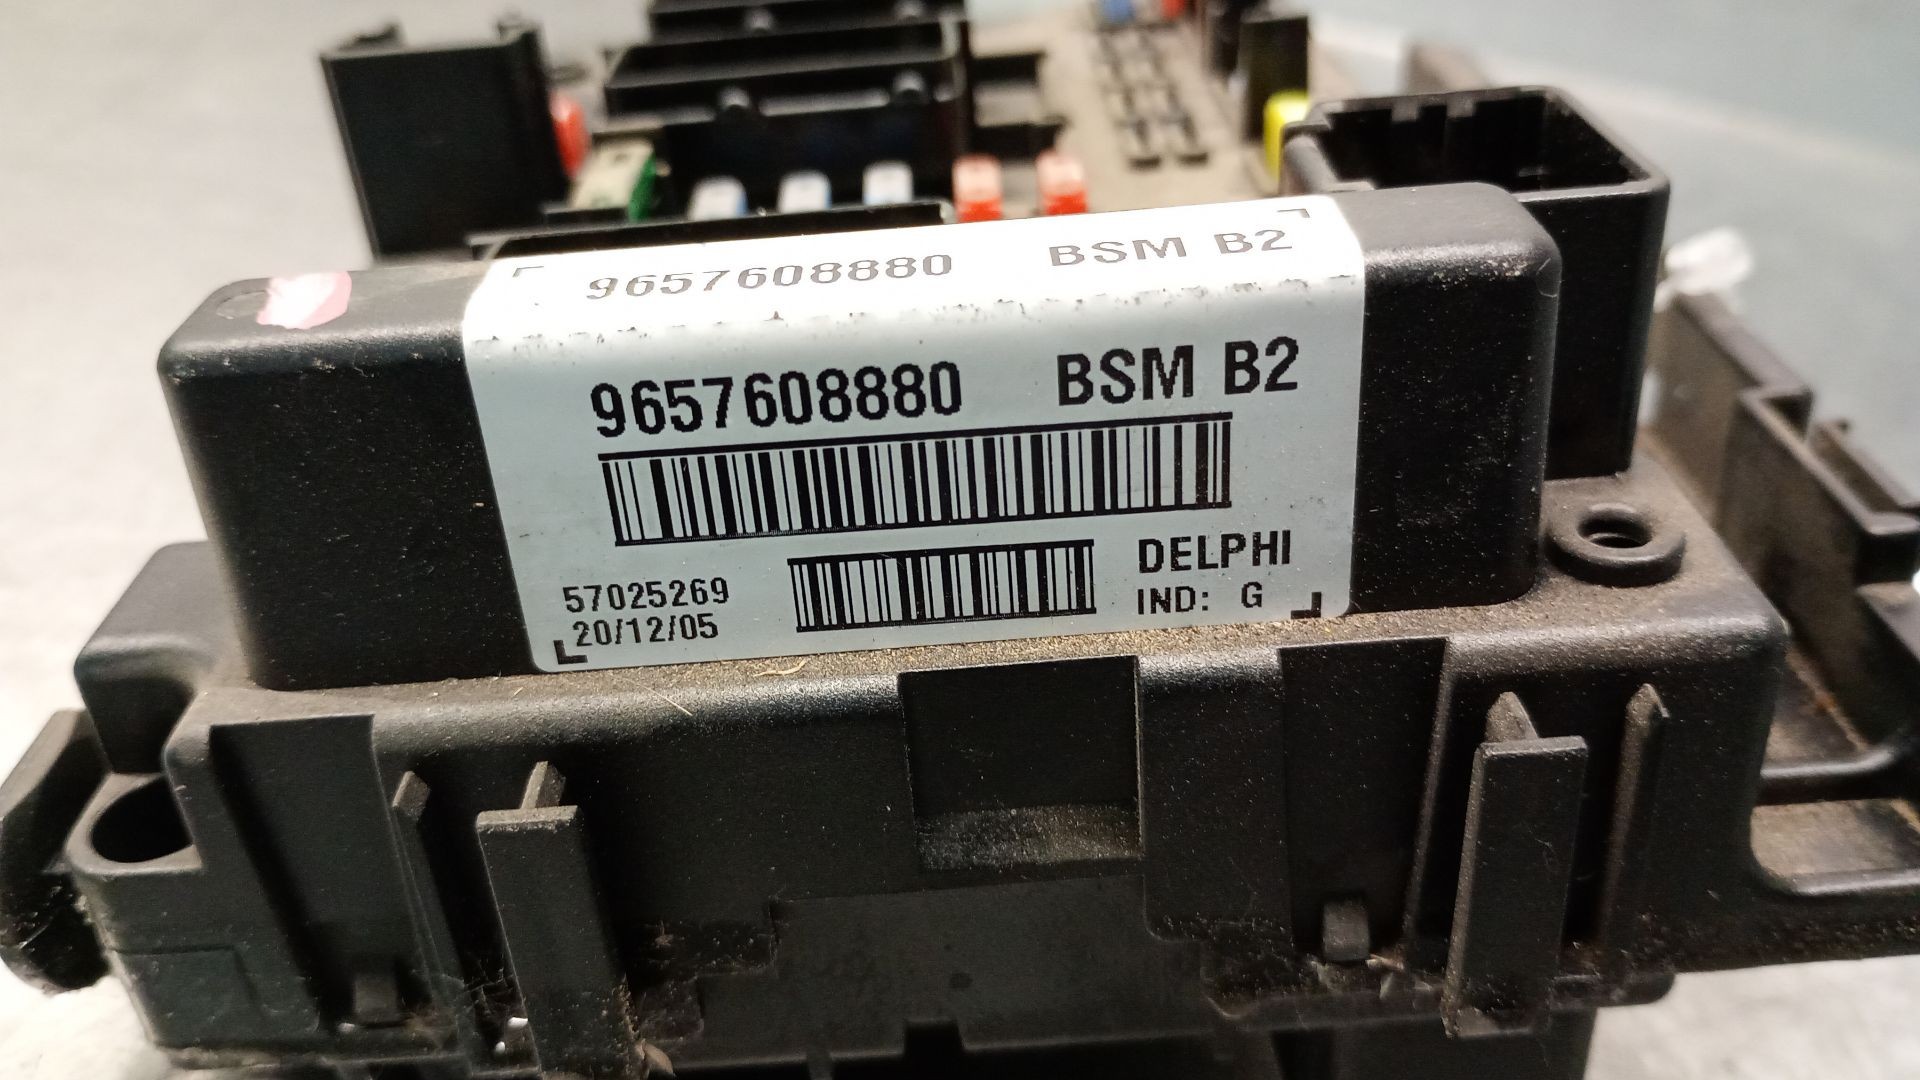 9657608880 BSM B2
9657608880 BSM B2
DELPHI
57025269
IND: G
20/12/05